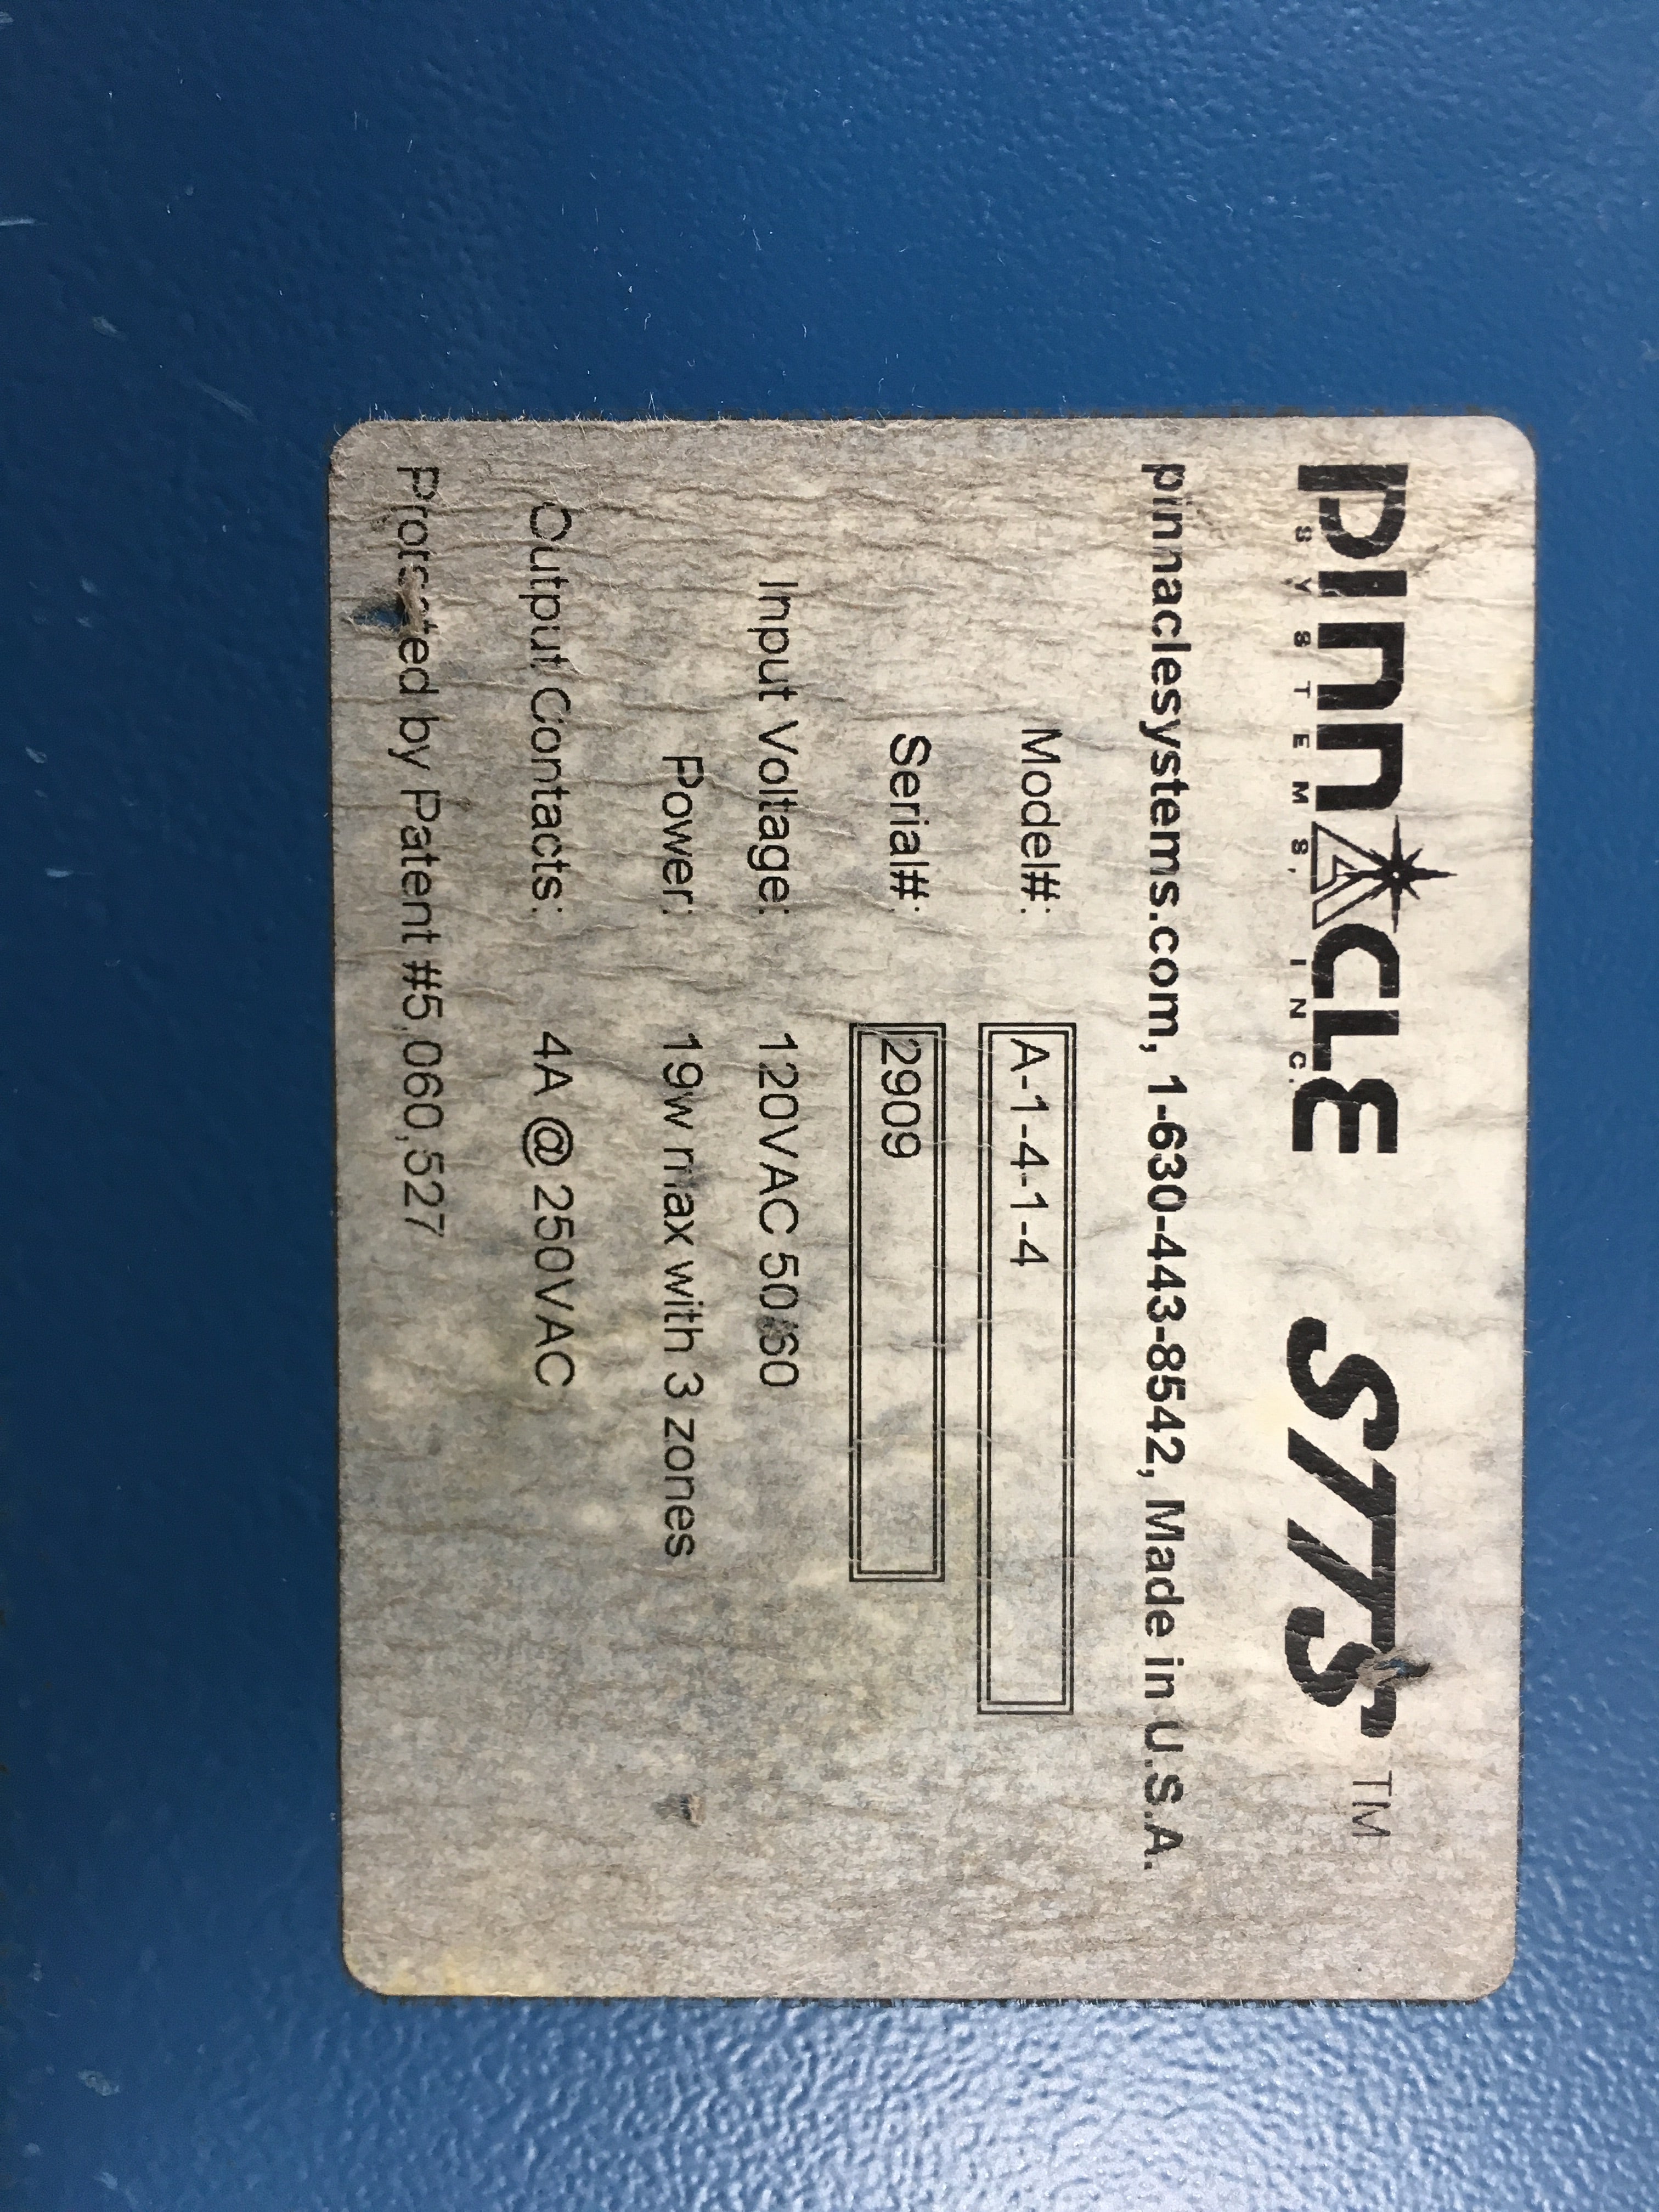 PINNACLE STTS TM
SYSTEMS, INC.
pinnaclesystems.com, 1-630-443-8542, Made in U.S.A.
Model#: A-1-4-1-4
Serial#: 2909
Input Voltage: 120VAC 50/60
Power: 19w max with 3 zones
Output Contacts: 4A @ 250VAC
Protected by Patent #5,060,527